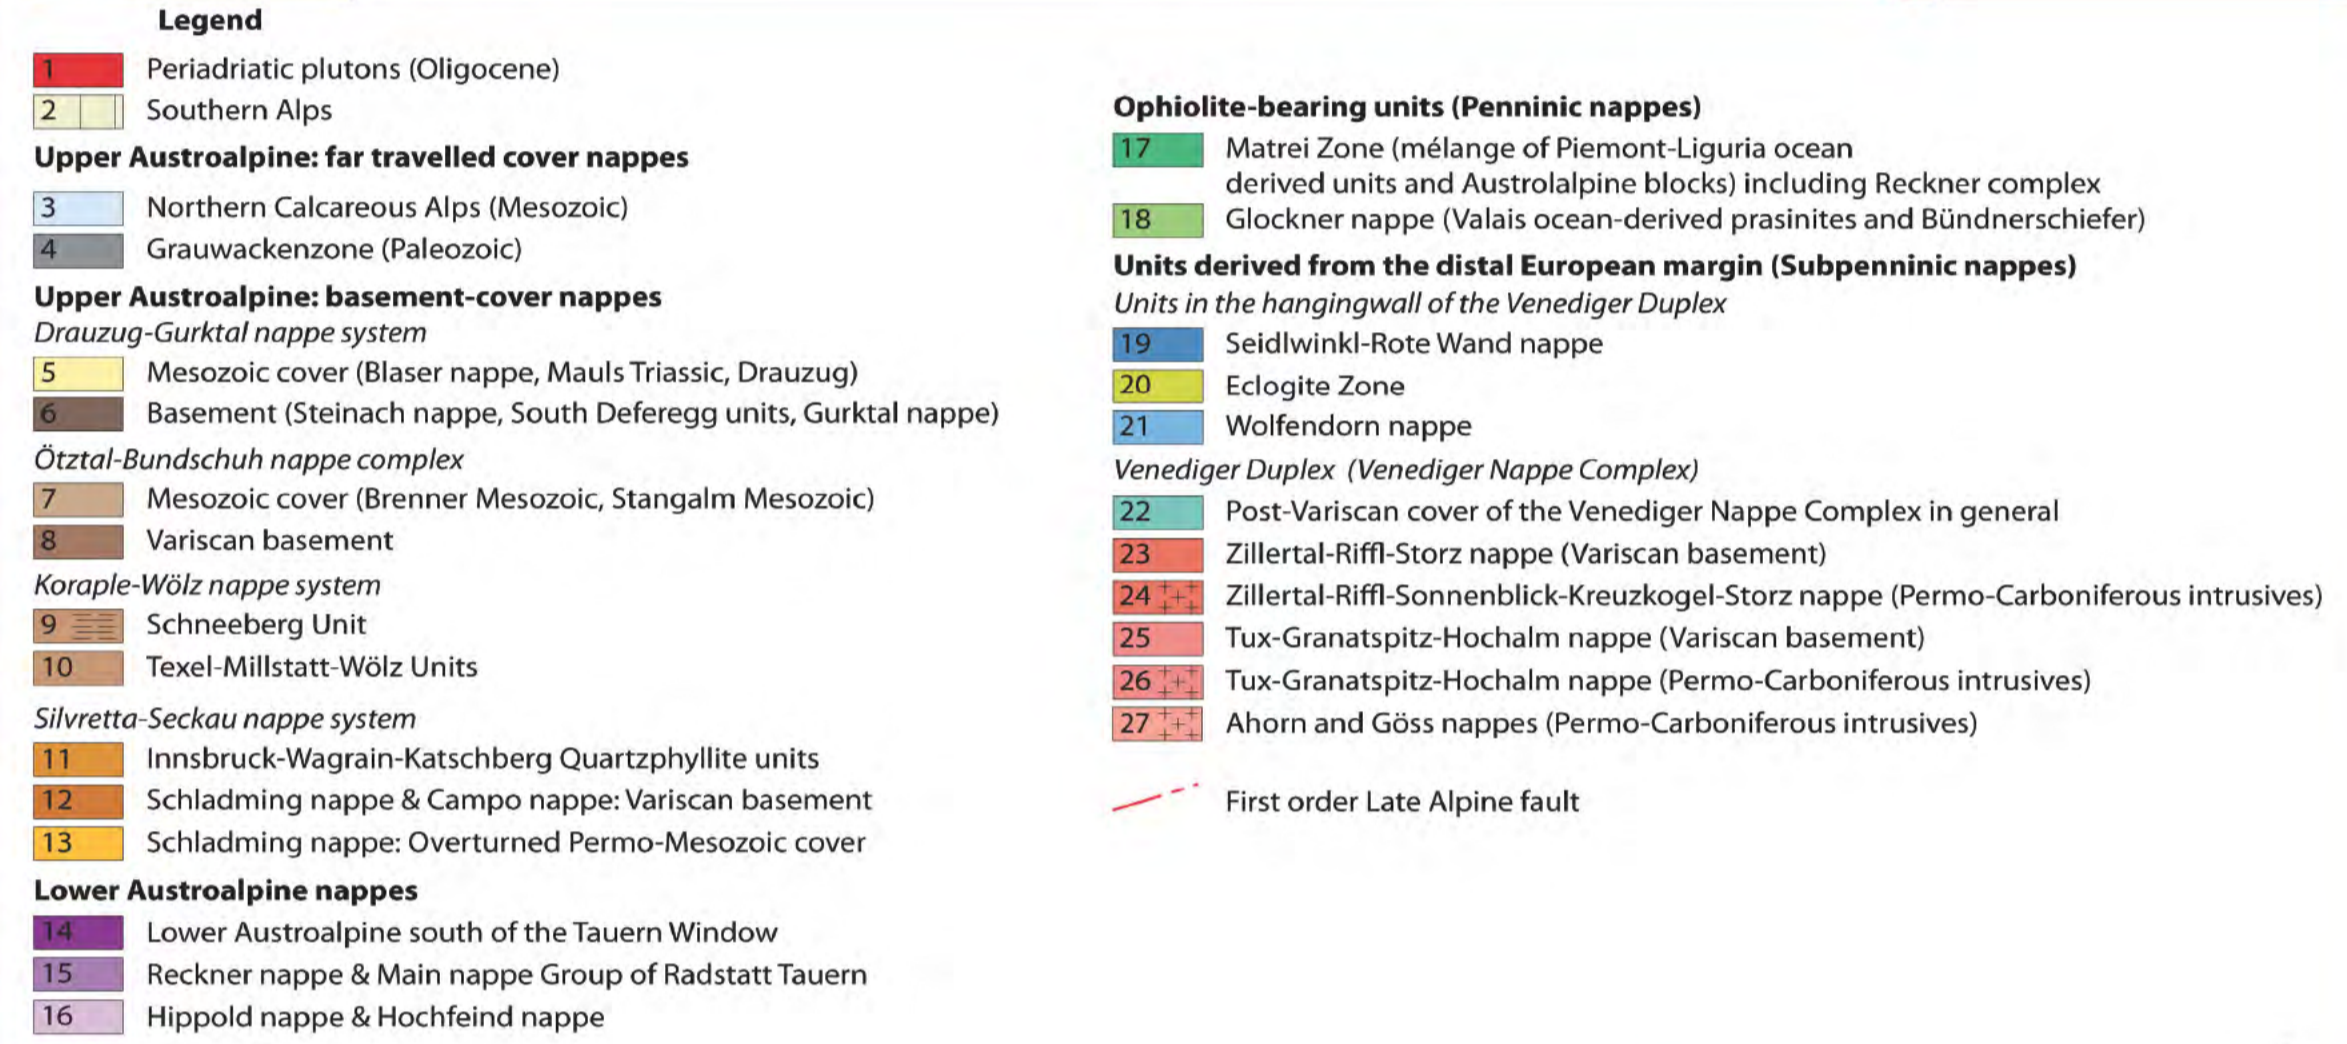 Legend
1 Periadriatic plutons (Oligocene)
2 Southern Alps
Upper Austroalpine: far travelled cover nappes
3 Northern Calcareous Alps (Mesozoic)
4 Grauwackenzone (Paleozoic)
Upper Austroalpine: basement-cover nappes
Drauzug-Gurktal nappe system
5 Mesozoic cover (Blaser nappe, Mauls Triassic, Drauzug)
6 Basement (Steinach nappe, South Deferegg units, Gurktal nappe)
Ötztal-Bundschuh nappe complex
7 Mesozoic cover (Brenner Mesozoic, Stangalm Mesozoic)
8 Variscan basement
Koraple-Wölz nappe system
9 Schneeberg Unit
10 Texel-Millstatt-Wölz Units
Silvretta-Seckau nappe system
11 Innsbruck-Wagrain-Katschberg Quartzphyllite units
12 Schladming nappe & Campo nappe: Variscan basement
13 Schladming nappe: Overturned Permo-Mesozoic cover
Lower Austroalpine nappes
14 Lower Austroalpine south of the Tauern Window
15 Reckner nappe & Main nappe Group of Radstatt Tauern
16 Hippold nappe & Hochfeind nappe
Ophiolite-bearing units (Penninic nappes)
17 Matrei Zone (mélange of Piemont-Liguria ocean
derived units and Austrolalpine blocks) including Reckner complex
18 Glockner nappe (Valais ocean-derived prasinites and Bündnerschiefer)
Units derived from the distal European margin (Subpenninic nappes)
Units in the hangingwall of the Venediger Duplex
19 Seidlwinkl-Rote Wand nappe
20 Eclogite Zone
21 Wolfendorn nappe
Venediger Duplex (Venediger Nappe Complex)
22 Post-Variscan cover of the Venediger Nappe Complex in general
23 Zillertal-Riffl-Storz nappe (Variscan basement)
24 Zillertal-Riffl-Sonnenblick-Kreuzkogel-Storz nappe (Permo-Carboniferous intrusives)
25 Tux-Granatspitz-Hochalm nappe (Variscan basement)
26 Tux-Granatspitz-Hochalm nappe (Permo-Carboniferous intrusives)
27 Ahorn and Göss nappes (Permo-Carboniferous intrusives)
First order Late Alpine fault